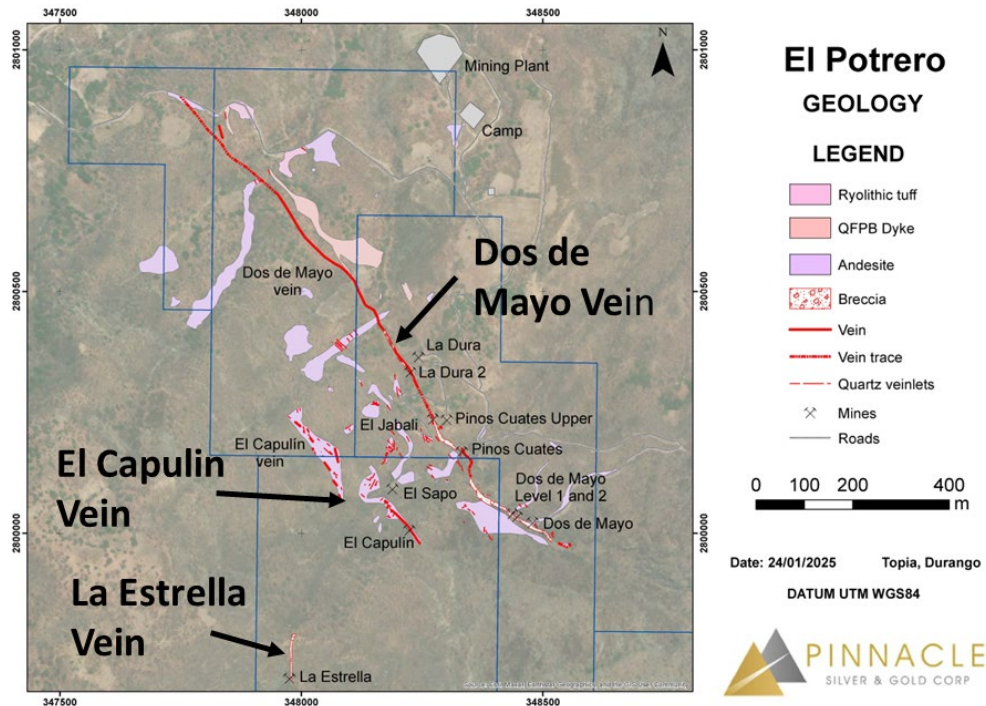 347500
348000
348500
2801000
2801000
N
Mining Plant
Camp
Dos de Mayo
vein
Dos de
Mayo Vein
2800500
2800500
La Dura
La Dura 2
El Jabali
Pinos Cuates Upper
Pinos Cuates
El Capulin
vein
El Capulin
Vein
El Sapo
Dos de Mayo
Level 1 and 2
Dos de Mayo
El Capulin
2800000
2800000
La Estrella
Vein
La Estrella
347500
348000
348500
El Potrero
GEOLOGY
LEGEND
Ryolithic tuff
QFPB Dyke
Andesite
Breccia
Vein
Vein trace
Quartz veinlets
Mines
Roads
0 100 200 400
m
Date: 24/01/2025 Topia, Durango
DATUM UTM WGS84
PINNACLE
SILVER & GOLD CORP